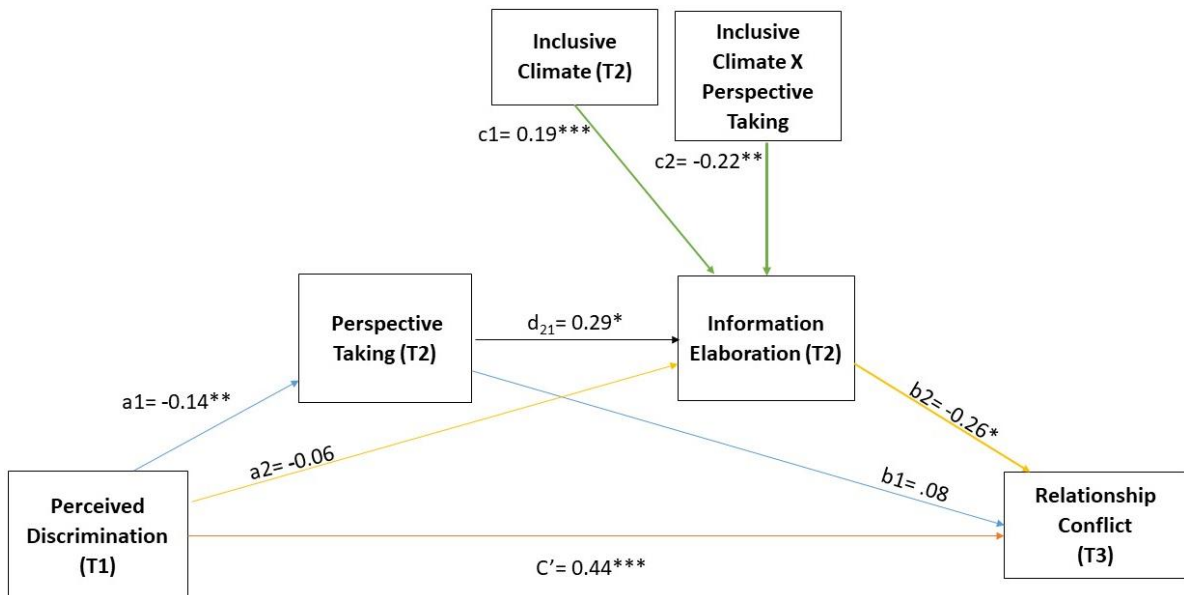 Inclusive
Climate (T2)
Inclusive
Climate X
Perspective
Taking
c1= 0.19***
c2= -0.22**
Perspective
Taking (T2)
d₂₁= 0.29*
Information
Elaboration (T2)
a1= -0.14**
a2= -0.06
b2= -0.26*
b1= .08
Perceived
Discrimination
(T1)
Relationship
Conflict
(T3)
C’= 0.44***